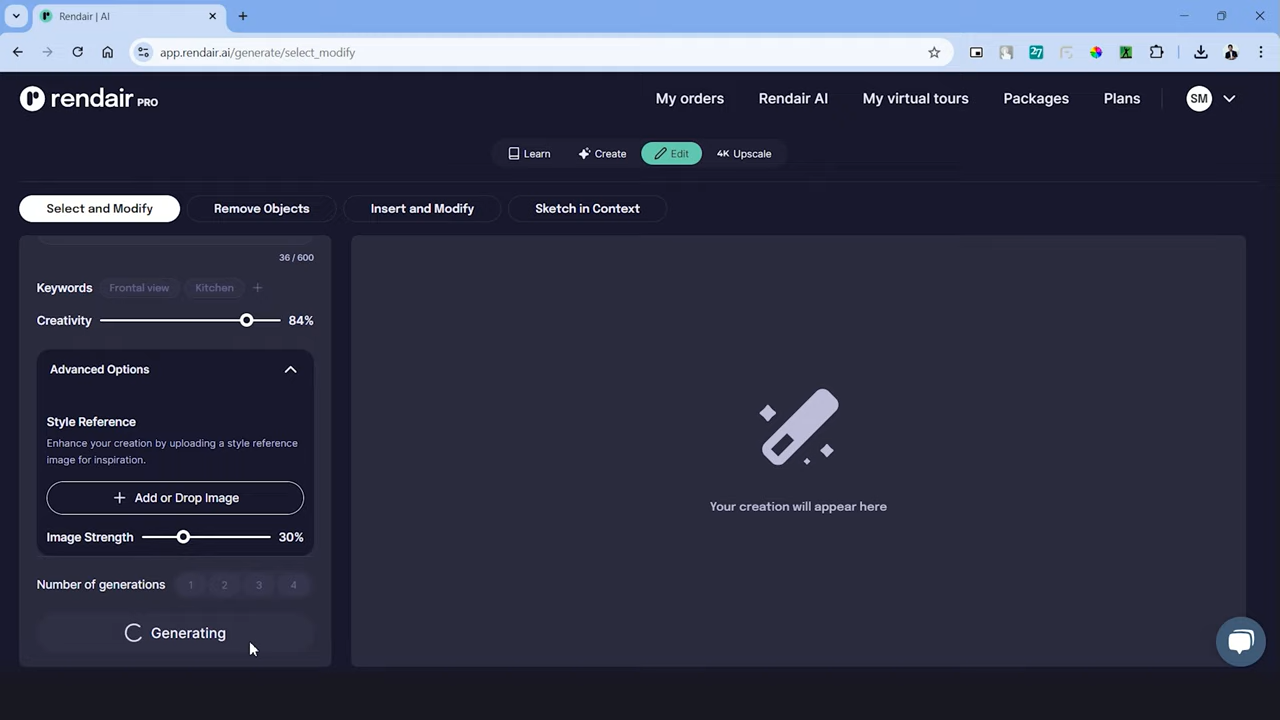 Rendair | AI
app.rendair.ai/generate/select_modify
27
rendair PRO
My orders
Rendair AI
My virtual tours
Packages
Plans
SM
Learn
Create
Edit
4K Upscale
Select and Modify
Remove Objects
Insert and Modify
Sketch in Context
36 / 600
Keywords
Frontal view
Kitchen
Creativity
84%
Advanced Options
Style Reference
Enhance your creation by uploading a style reference
image for inspiration.
Add or Drop Image
Image Strength
30%
Number of generations
1
2
3
4
Generating
Your creation will appear here